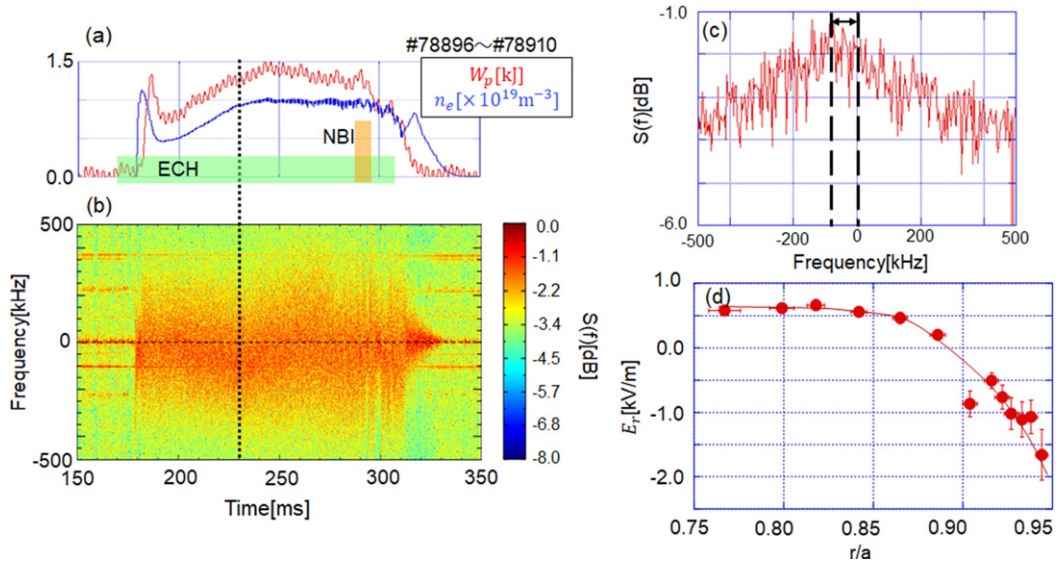 (a)
#78896～#78910
1.5
W_p[kJ]
n_e[×10^19m^-3]
NBI
ECH
0.0
(b)
500
0
-500
Frequency[kHz]
150 200 250 300 350
Time[ms]
0.0
-1.1
-2.2
-3.4
-4.5
-5.7
-6.8
-8.0
S(f)[dB]
(c)
-1.0
-6.0
S(f)[dB]
-500 -200 0 200 500
Frequency[kHz]
(d)
1.0
0.0
-1.0
-2.0
E_r[kV/m]
0.75 0.80 0.85 0.90 0.95
r/a